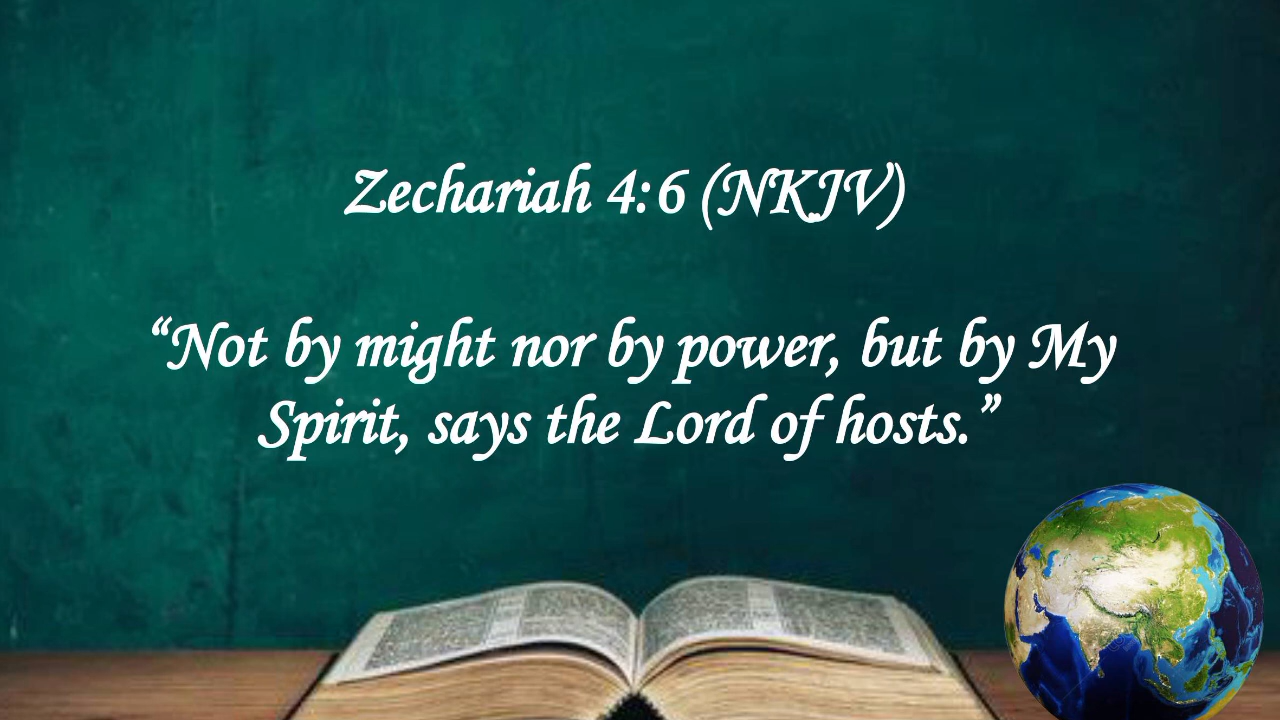 Zechariah 4:6 (NKJV)
“Not by might nor by power, but by My
Spirit, says the Lord of hosts.”